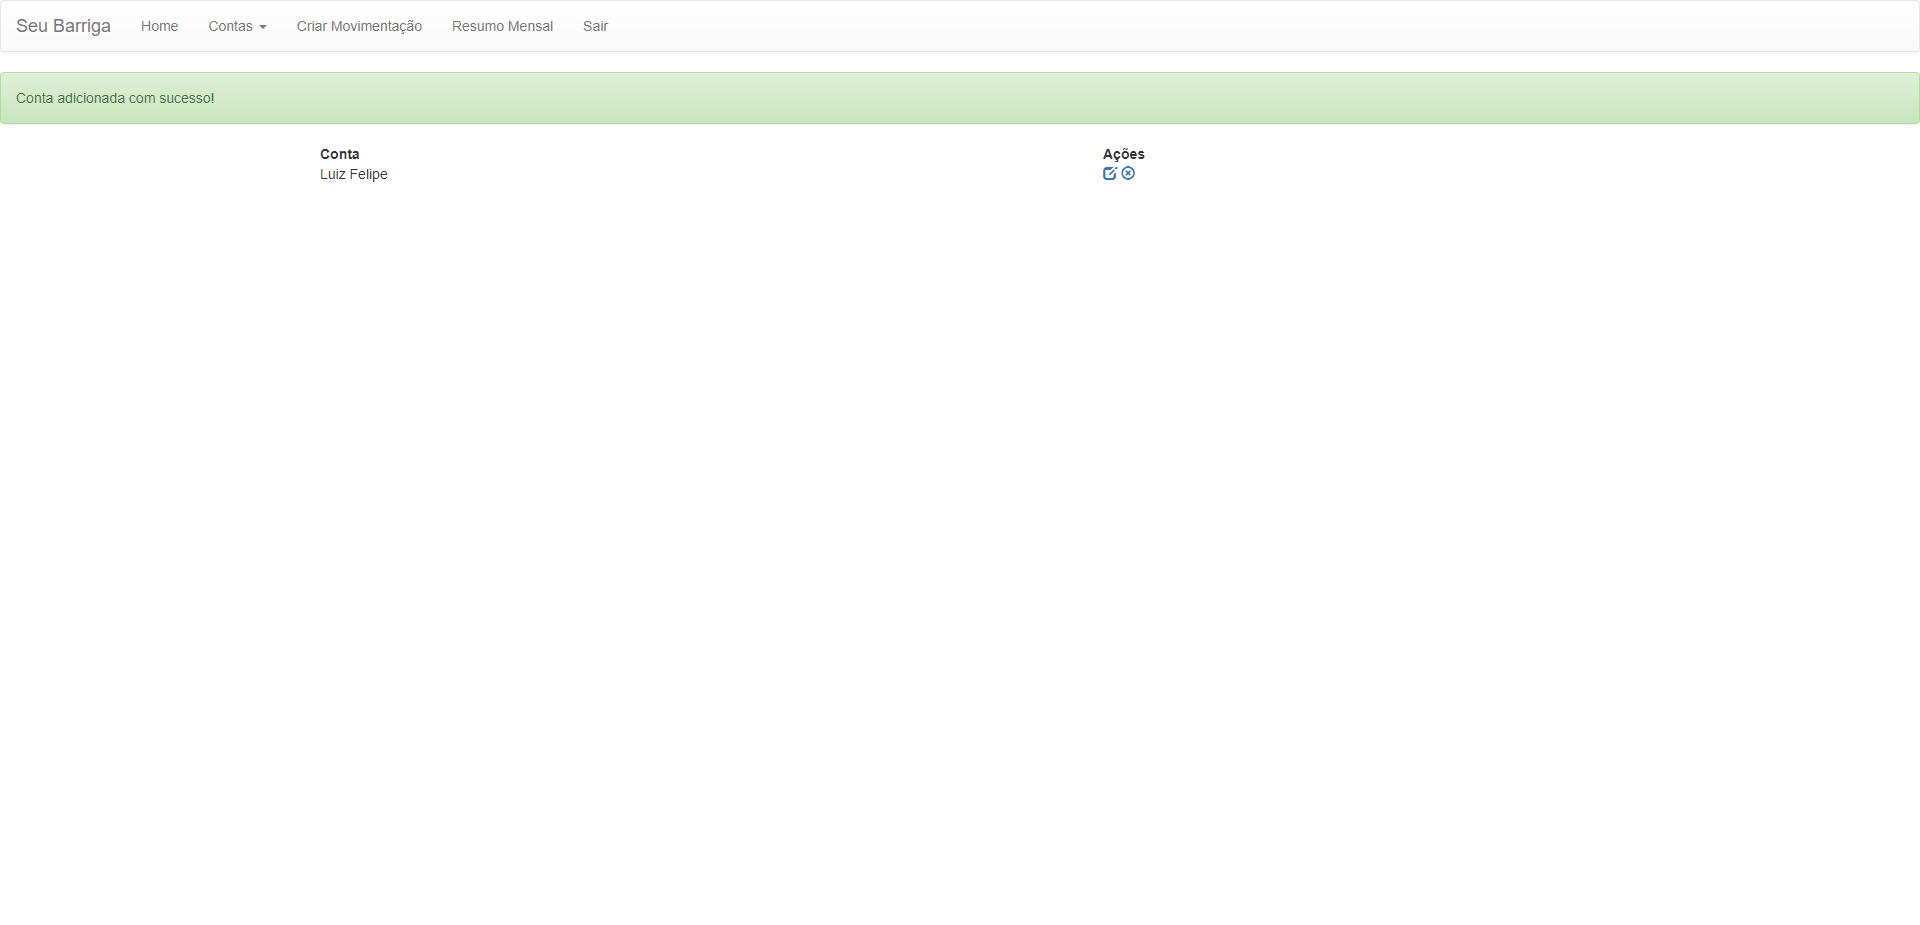 Seu Barriga Home Contas Criar Movimentação Resumo Mensal Sair
Conta adicionada com sucesso!
Conta Ações
Luiz Felipe